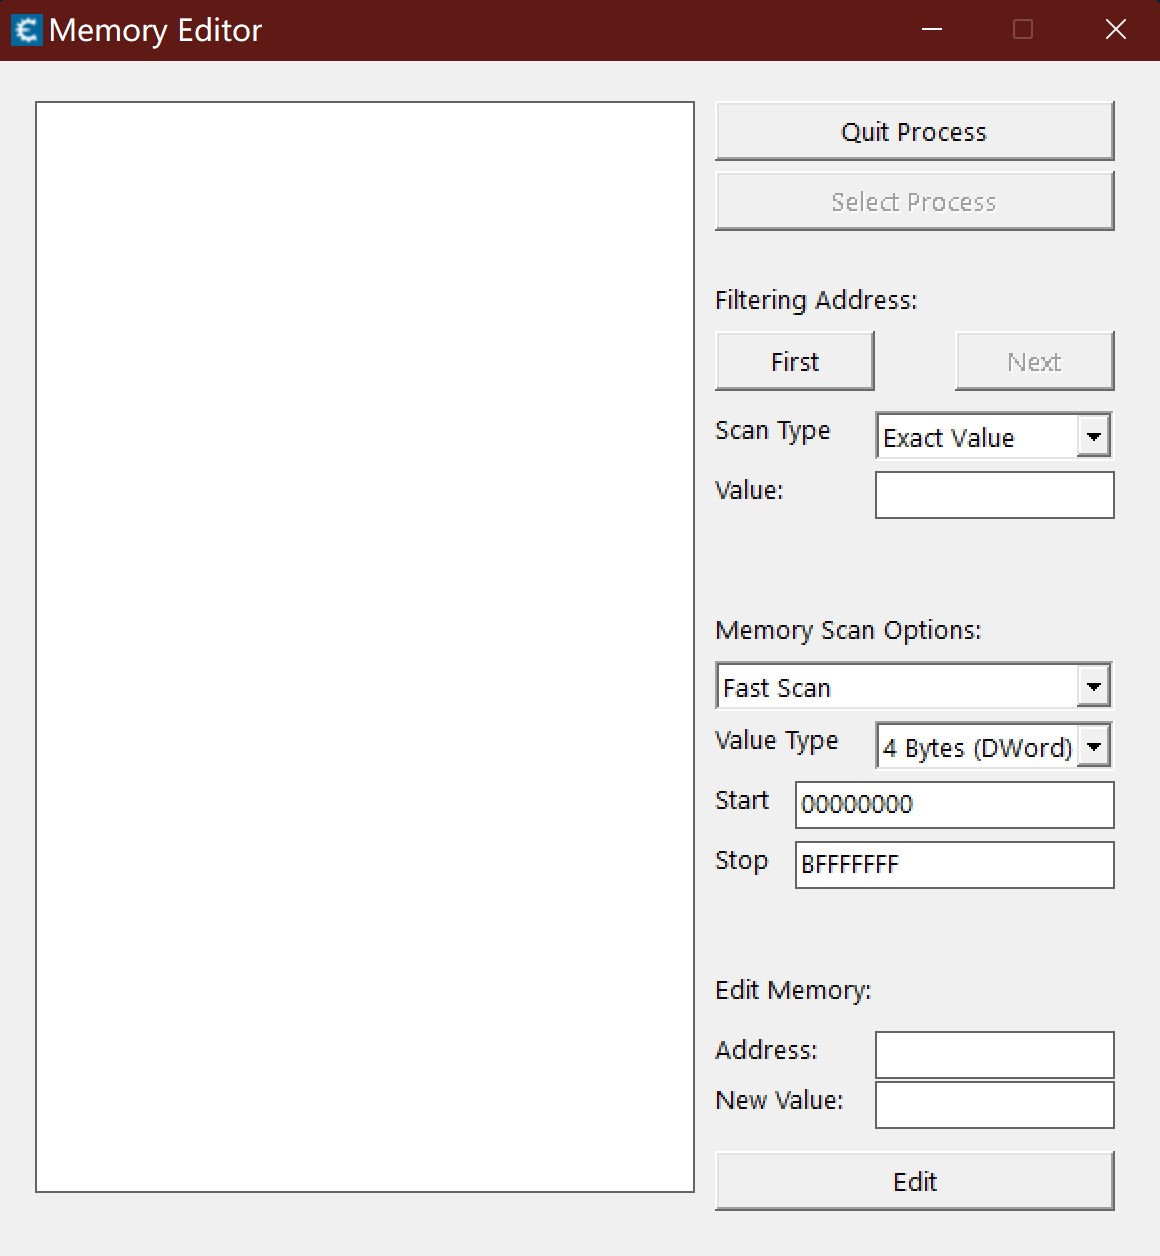 Memory Editor
Quit Process
Select Process
Filtering Address:
First Next
Scan Type Exact Value
Value:
Memory Scan Options:
Fast Scan
Value Type 4 Bytes (DWord)
Start 00000000
Stop BFFFFFFF
Edit Memory:
Address:
New Value:
Edit